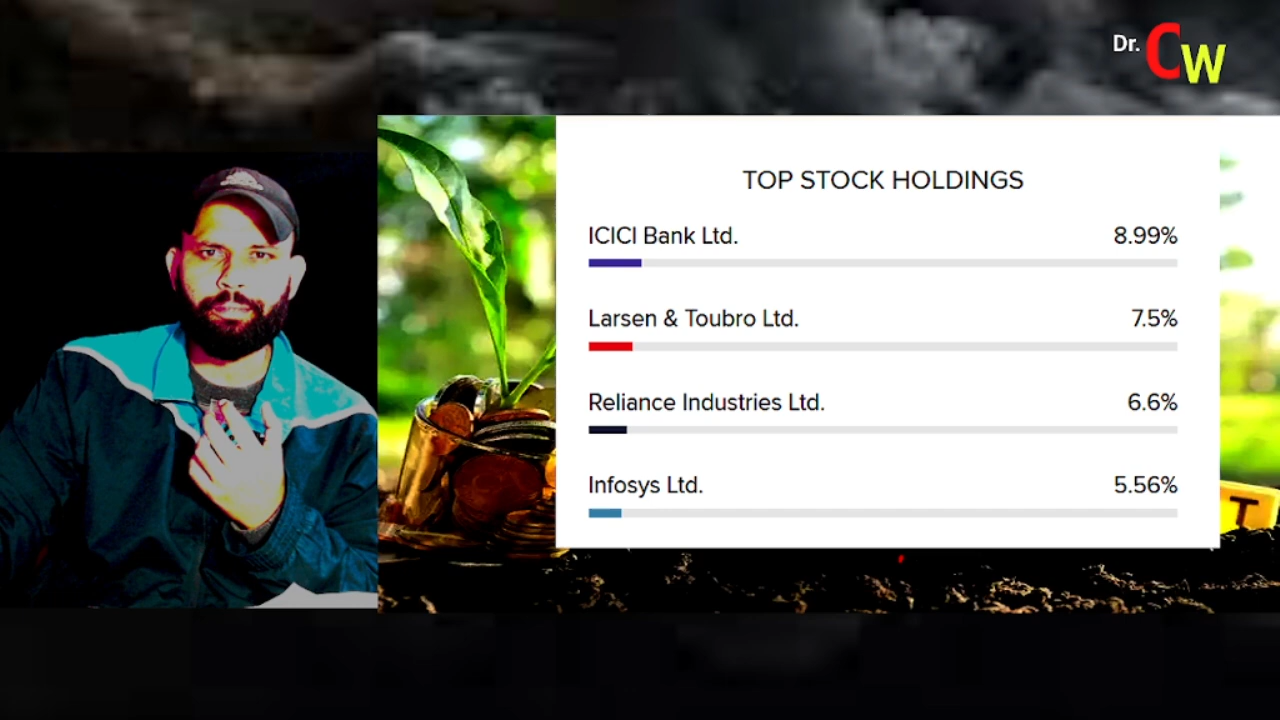 Dr. CW
TOP STOCK HOLDINGS
ICICI Bank Ltd. 8.99%
Larsen & Toubro Ltd. 7.5%
Reliance Industries Ltd. 6.6%
Infosys Ltd. 5.56%
T